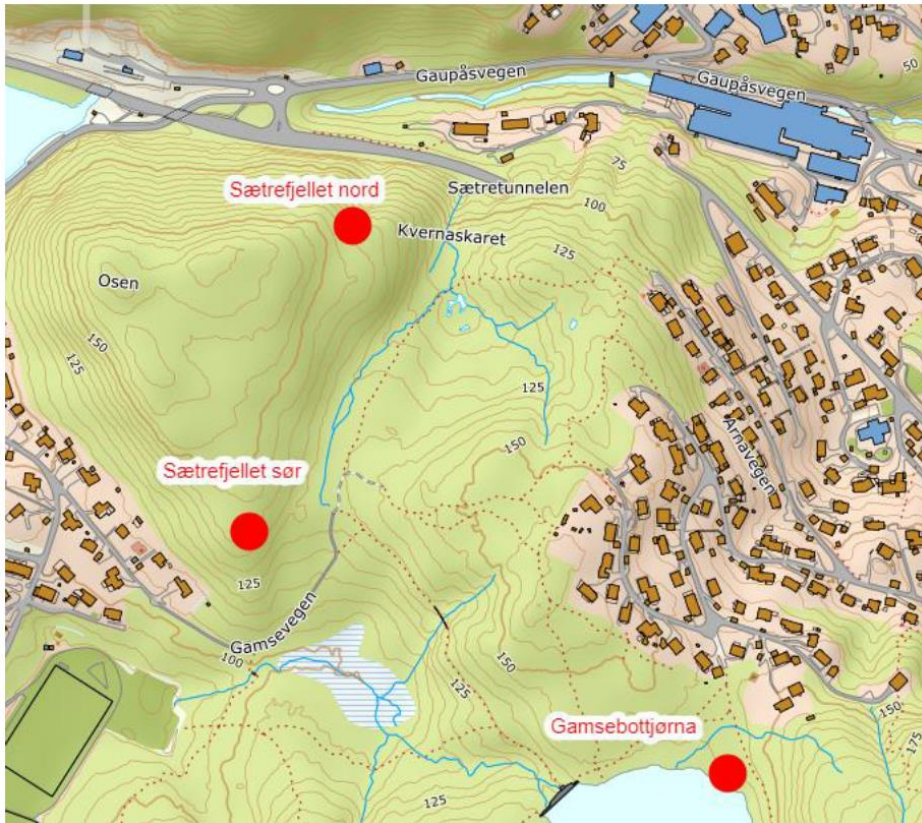 Gaupåsvegen
Gaupåsvegen
50
75
Sætrefjellet nord
Sætretunnelen
100
Kvernaskaret
125
Osen
150
125
125
150
Arnavegen
Sætrefjellet sør
125
Gamsevegen
100
150
125
150
175
Gamsebottjørna
125